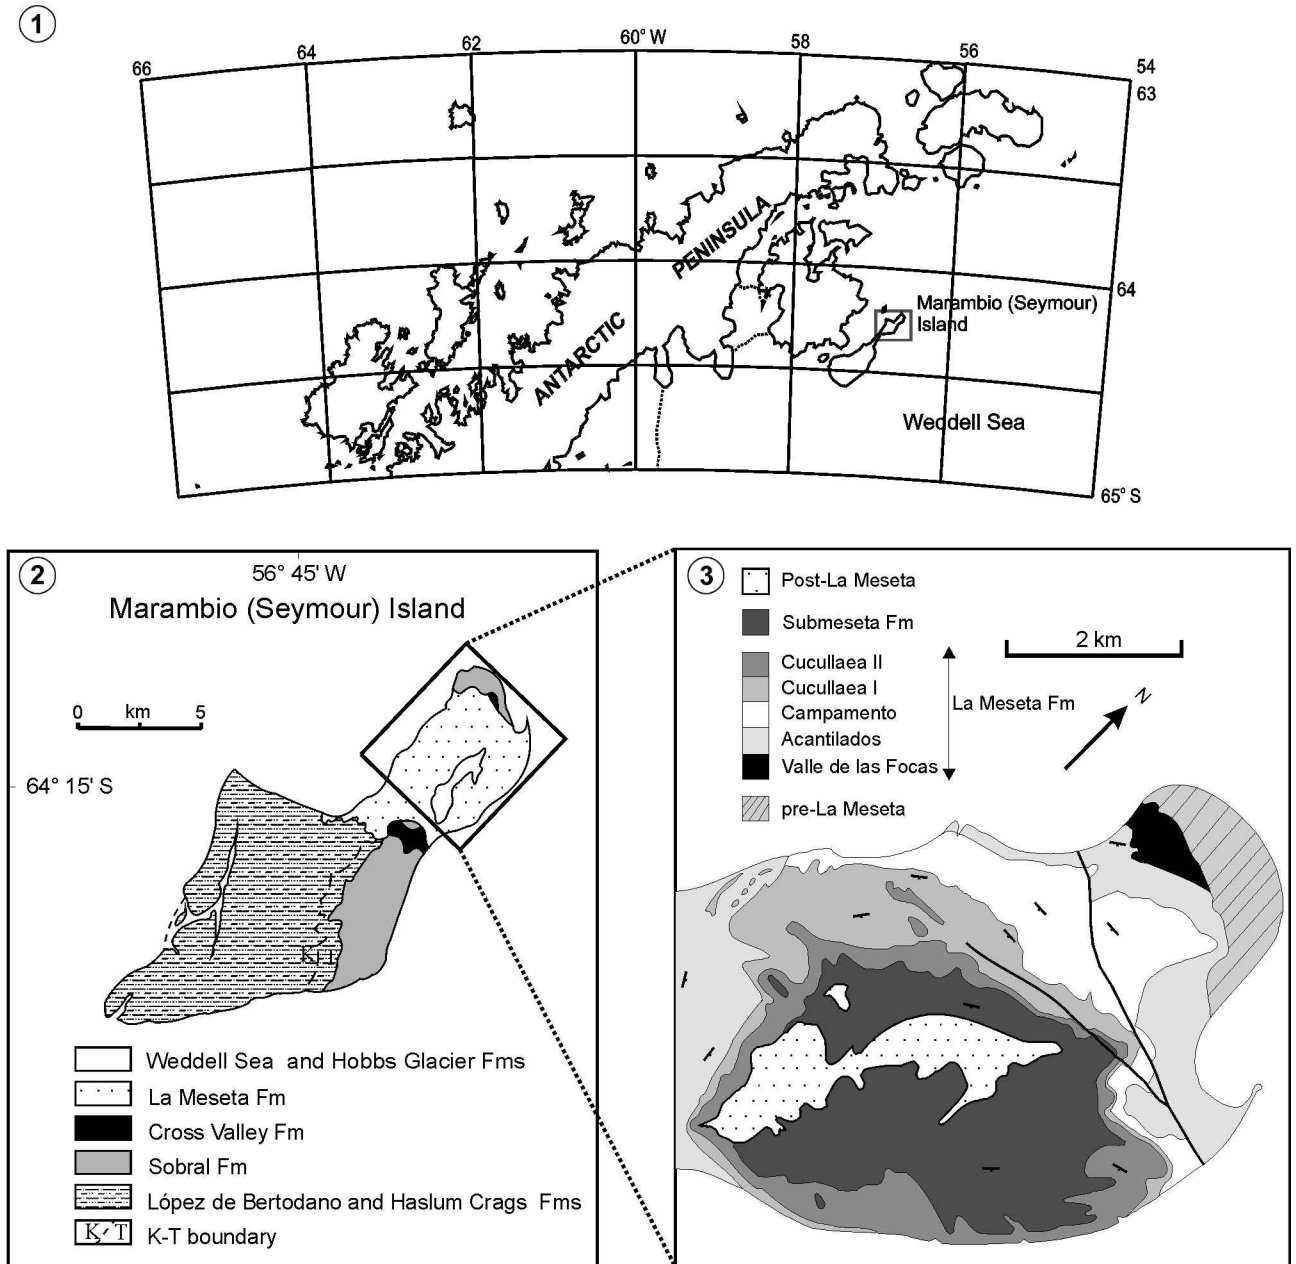 1
66
64
62
60° W
58
56
54
63
PENINSULA
64
Marambio (Seymour)
Island
ANTARCTIC
Weddell Sea
65° S
2
56° 45' W
Marambio (Seymour) Island
0 km 5
64° 15' S
K T
Weddell Sea and Hobbs Glacier Fms
La Meseta Fm
Cross Valley Fm
Sobral Fm
López de Bertodano and Haslum Crags Fms
K T K-T boundary
3
Post-La Meseta
Submeseta Fm
2 km
Cucullaea II
Cucullaea I
Campamento
La Meseta Fm
N
Acantilados
Valle de las Focas
pre-La Meseta